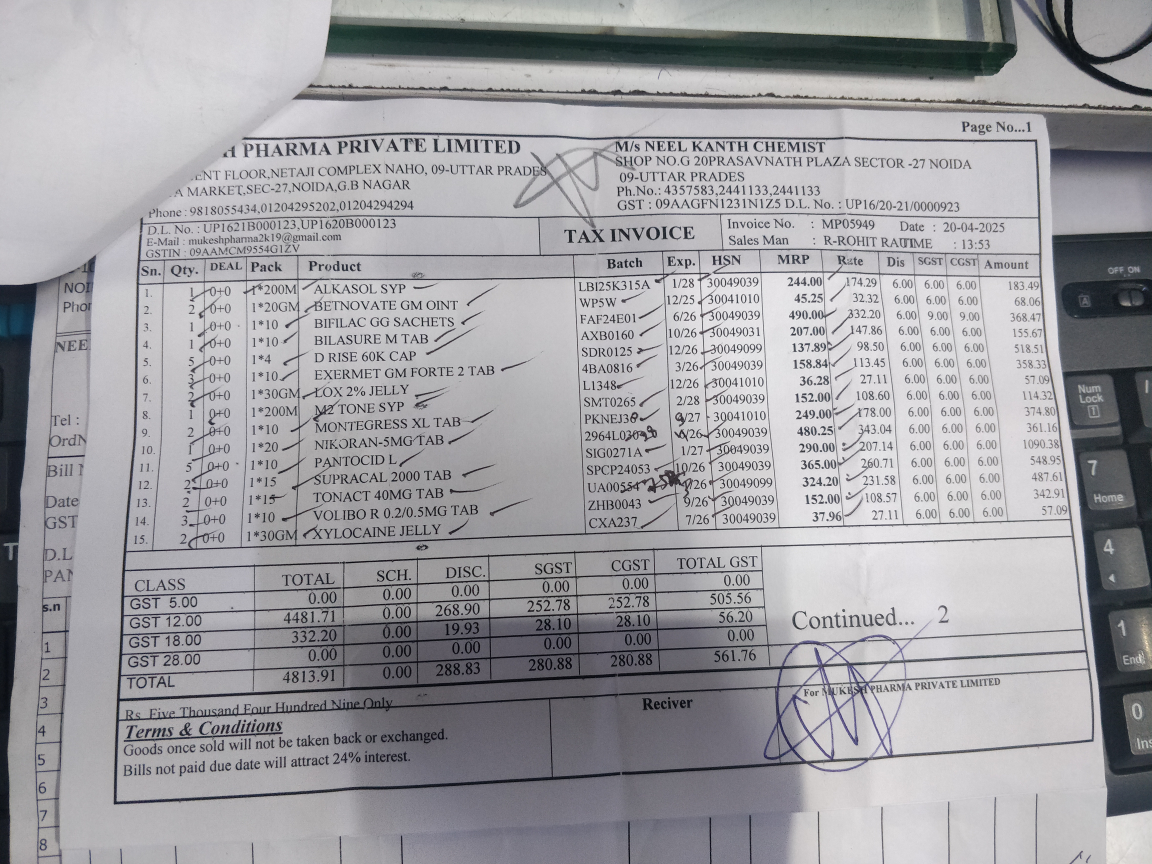 Page No...1
H PHARMA PRIVATE LIMITED
ENT FLOOR,NETAJI COMPLEX NAHO, 09-UTTAR PRADES
A MARKET,SEC-27,NOIDA,G.B NAGAR
Phone : 9818055434,01204295202,01204294294
D.L. No. : UP1621B000123,UP1620B000123
E-Mail : mukeshpharma2k19@gmail.com
GSTIN : 09AAMCM9554G1ZV
M/s NEEL KANTH CHEMIST
SHOP NO.G 20PRASAVNATH PLAZA SECTOR -27 NOIDA
09-UTTAR PRADES
Ph.No.: 4357583,2441133,2441133
GST : 09AAGFN1231N1Z5 D.L. No. : UP16/20-21/0000923
TAX INVOICE
Invoice No. : MP05949 Date : 20-04-2025
Sales Man : R-ROHIT RAUTIME : 13:53
Sn. Qty. DEAL Pack Product Batch Exp. HSN MRP Rate Dis SGST CGST Amount
1. 1 0+0 1*200M ALKASOL SYP LBI25K315A 1/28 30049039 244.00 174.29 6.00 6.00 6.00 183.49
2. 2 0+0 1*20GM BETNOVATE GM OINT WP5W 12/25 30041010 45.25 32.32 6.00 6.00 6.00 68.06
3. 1 0+0 1*10 BIFILAC GG SACHETS FAF24E01 6/26 30049039 490.00 332.20 6.00 9.00 9.00 368.47
4. 1 0+0 1*10 BILASURE M TAB AXB0160 10/26 30049031 207.00 147.86 6.00 6.00 6.00 155.67
5. 5 0+0 1*4 D RISE 60K CAP SDR0125 12/26 30049099 137.89 98.50 6.00 6.00 6.00 518.51
6. 3 0+0 1*10 EXERMET GM FORTE 2 TAB 4BA0816 3/26 30049039 158.84 113.45 6.00 6.00 6.00 358.33
7. 2 0+0 1*30GM LOX 2% JELLY L1348 12/26 30041010 36.28 27.11 6.00 6.00 6.00 57.09
8. 1 0+0 1*200M M2 TONE SYP SMT0265 2/28 30049039 152.00 108.60 6.00 6.00 6.00 114.32
9. 2 0+0 1*10 MONTEGRESS XL TAB 9/27 30041010 249.00 178.00 6.00 6.00 6.00 374.80
10. 1 0+0 1*20 NIKORAN-5MG TAB 30049039 480.25 343.04 6.00 6.00 6.00 361.16
11. 5 0+0 1*10 PANTOCID L SIG0271A 1/27 30049039 290.00 207.14 6.00 6.00 6.00 1090.38
12. 2 0+0 1*15 SUPRACAL 2000 TAB SPCP24053 10/26 30049039 365.00 260.71 6.00 6.00 6.00 548.95
13. 2 0+0 1*15 TONACT 40MG TAB 30049099 324.20 231.58 6.00 6.00 6.00 487.61
14. 3 0+0 1*10 VOLIBO R 0.2/0.5MG TAB ZHB0043 9/26 30049039 152.00 108.57 6.00 6.00 6.00 342.91
15. 2 0+0 1*30GM XYLOCAINE JELLY CXA237 7/26 30049039 37.96 27.11 6.00 6.00 6.00 57.09
CLASS TOTAL SCH. DISC. SGST CGST TOTAL GST
GST 5.00 0.00 0.00 0.00 0.00 0.00 0.00
GST 12.00 4481.71 0.00 268.90 252.78 252.78 505.56
GST 18.00 332.20 0.00 19.93 28.10 28.10 56.20
GST 28.00 0.00 0.00 0.00 0.00 0.00 0.00
TOTAL 4813.91 0.00 288.83 280.88 280.88 561.76
Continued... 2
Rs. Five Thousand Four Hundred Nine Only
Terms & Conditions
Goods once sold will not be taken back or exchanged.
Bills not paid due date will attract 24% interest.
Reciver
For MUKESH PHARMA PRIVATE LIMITED
NOI
Phor
NEE
Tel :
OrdN
Bill N
Date
GST
D.L
PAN
s.n
1
2
3
4
5
6
7
8
OFF ON
A
Num Lock
1
/
7
Home
4
1
End
0
Ins
T